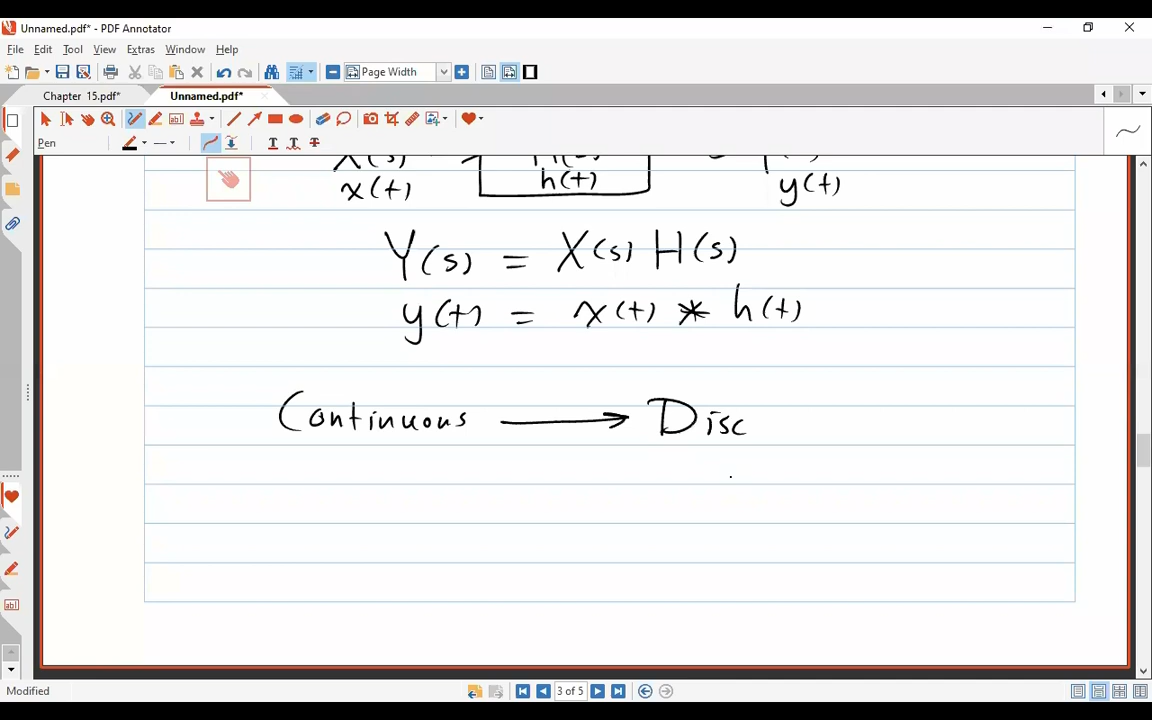 Unnamed.pdf* - PDF Annotator
File Edit Tool View Extras Window Help
Page Width
Chapter 15.pdf* Unnamed.pdf*
Pen
x(t) h(t) y(t)
Y(s) = X(s) H(s)
y(t) = x(t) * h(t)
Continuous → Disc
3 of 5
Modified